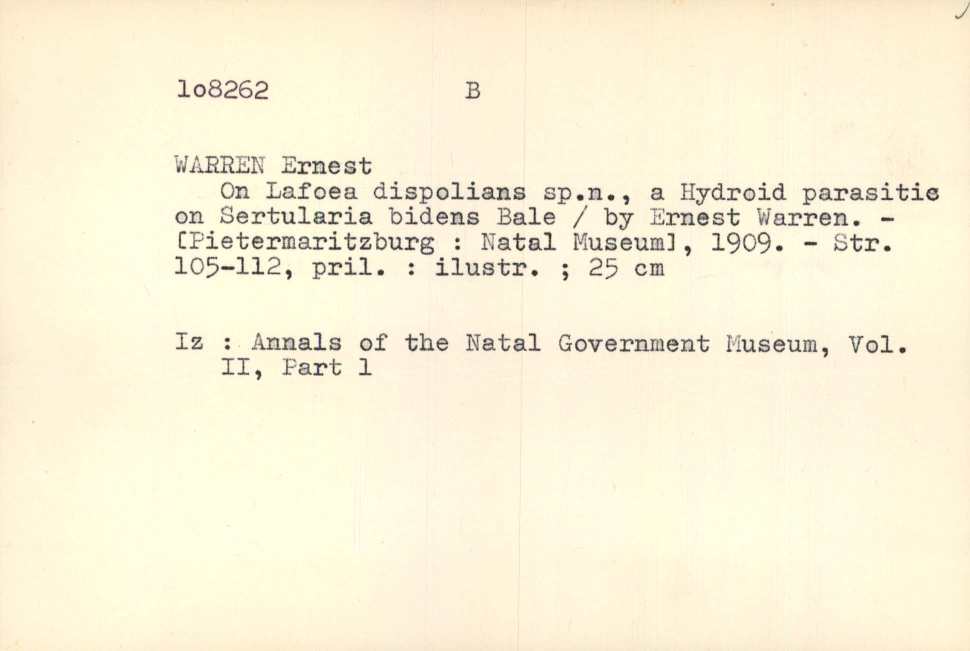 lo8262 B
WARREN Ernest
On Lafoea dispolians sp.n., a Hydroid parasitic
on Sertularia bidens Bale / by Ernest Warren. -
[Pietermaritzburg : Natal Museum], 1909. - Str.
105-112, pril. : ilustr. ; 25 cm
Iz : Annals of the Natal Government Museum, Vol.
II, Part 1